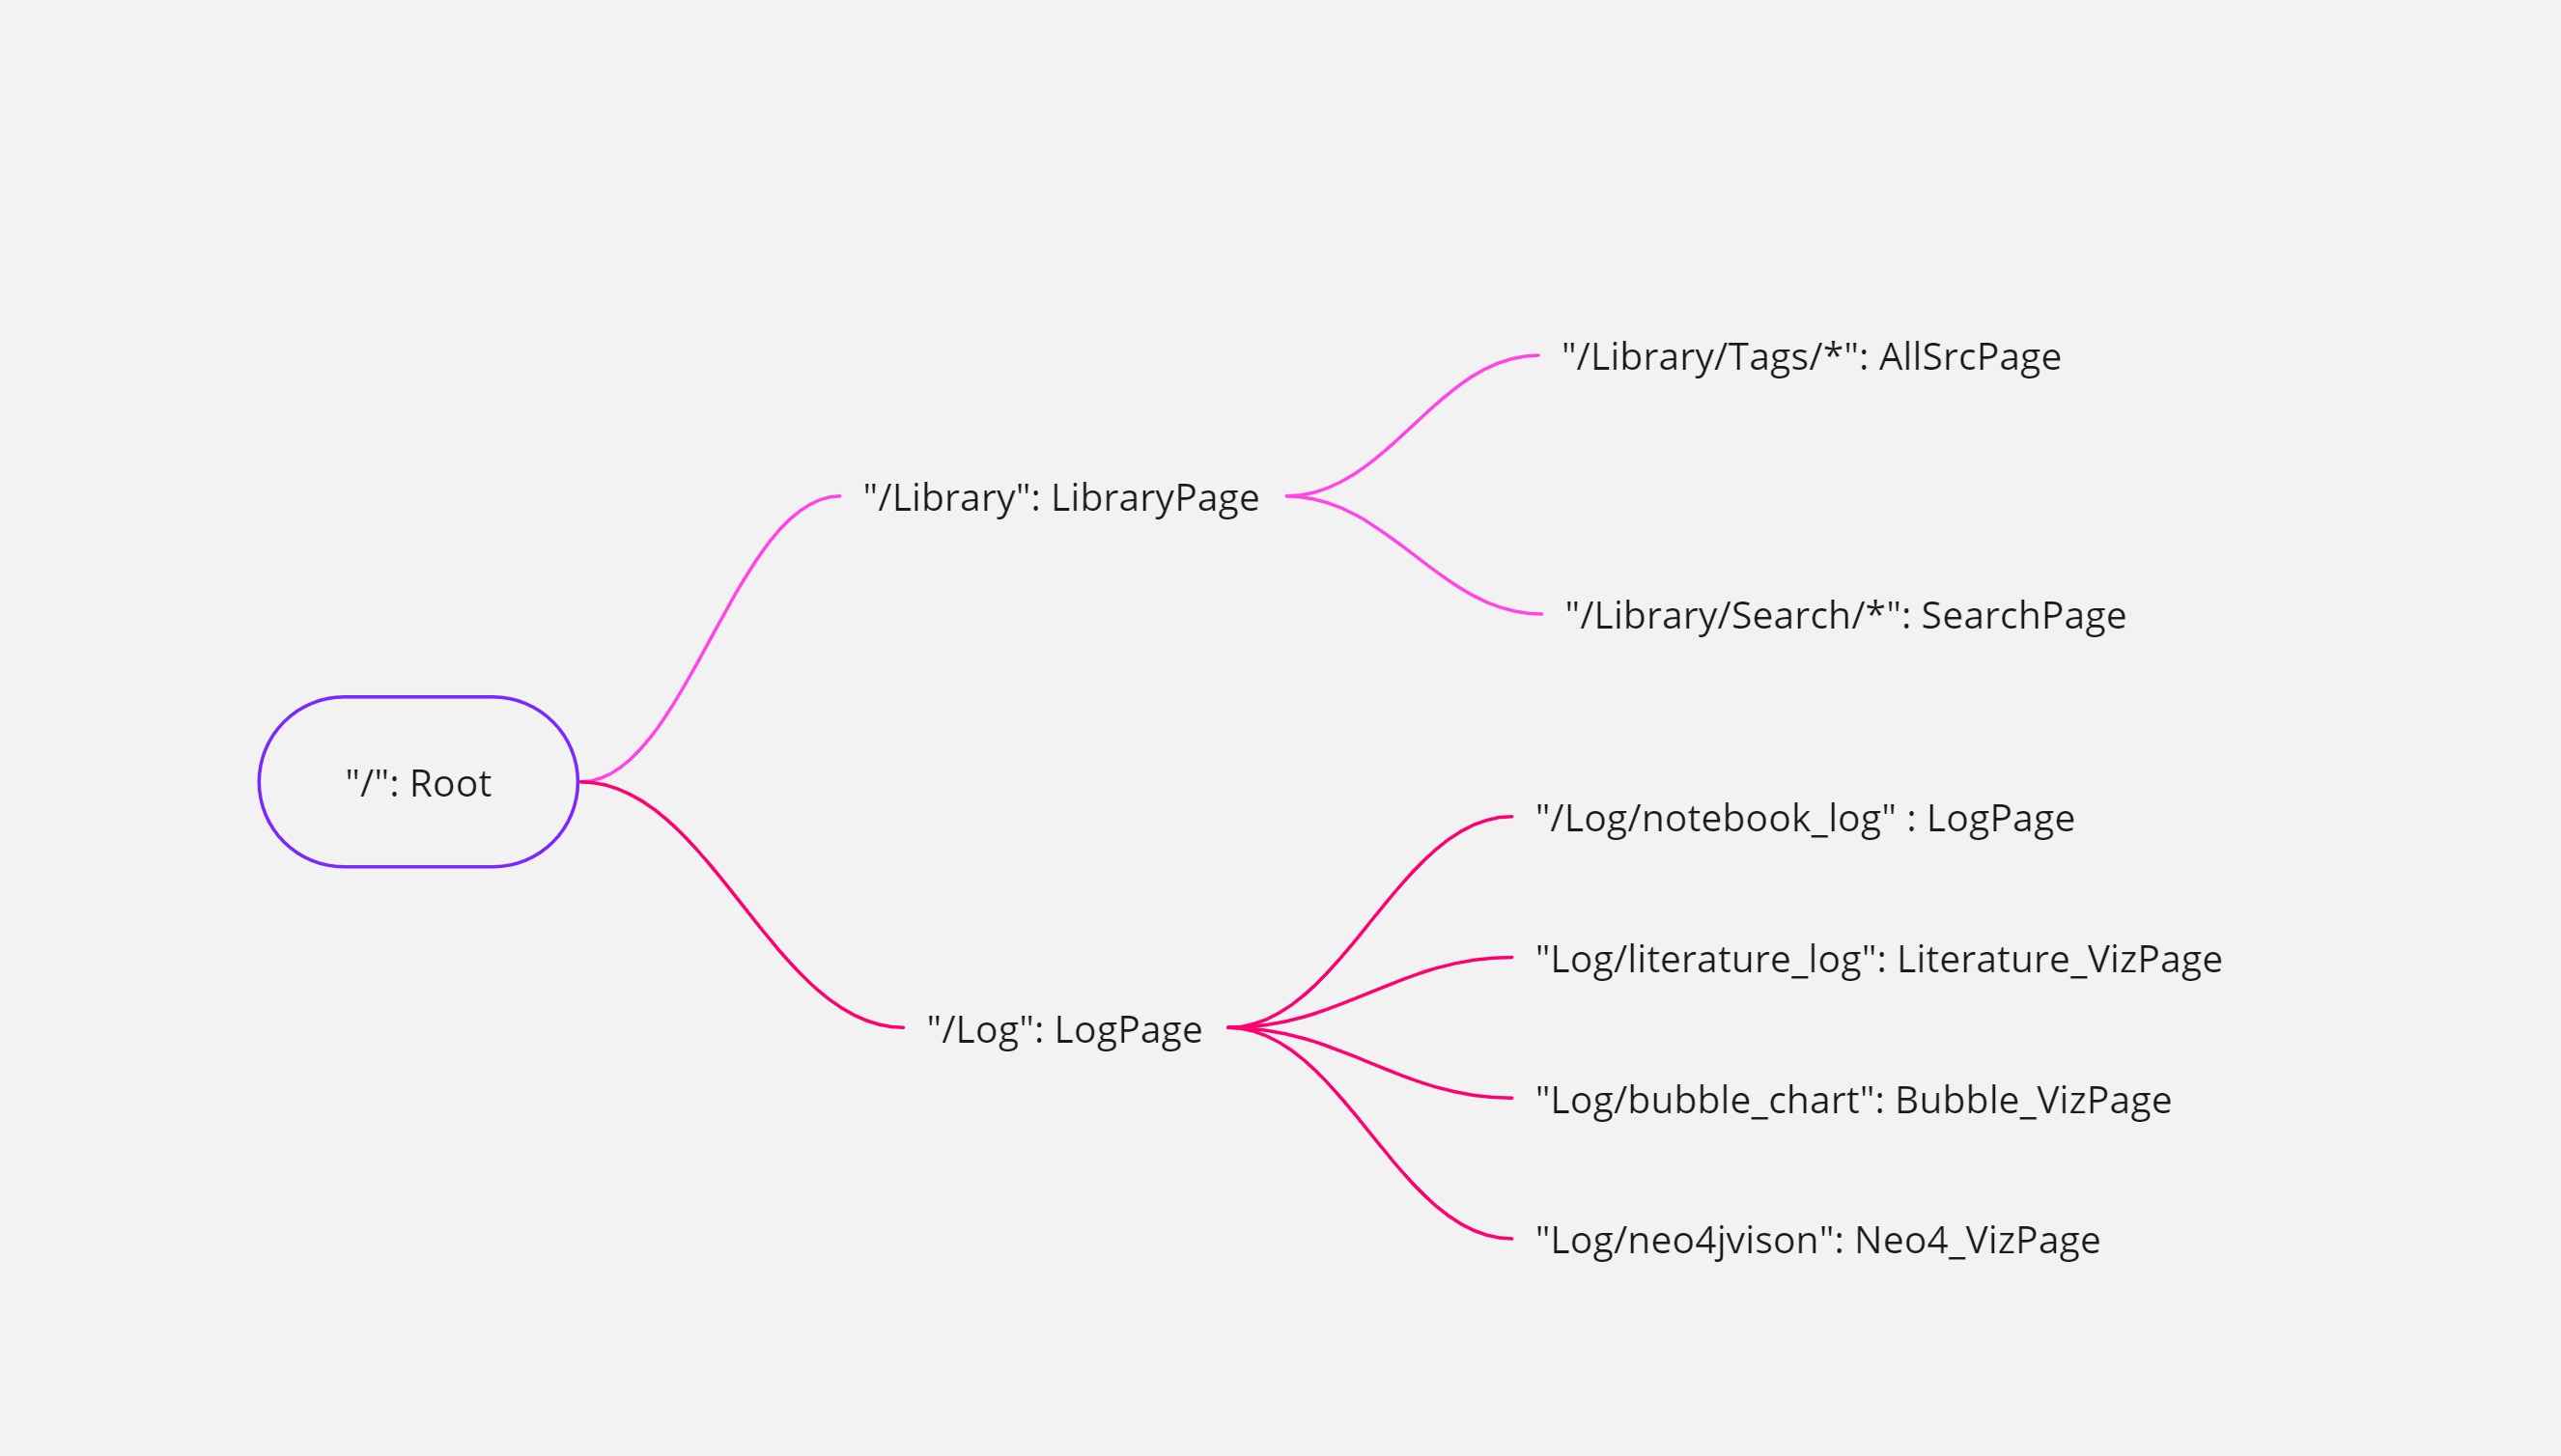 "/": Root
"/Library": LibraryPage
"/Library/Tags/*": AllSrcPage
"/Library/Search/*": SearchPage
"/Log": LogPage
"/Log/notebook_log" : LogPage
"Log/literature_log": Literature_VizPage
"Log/bubble_chart": Bubble_VizPage
"Log/neo4jvison": Neo4_VizPage